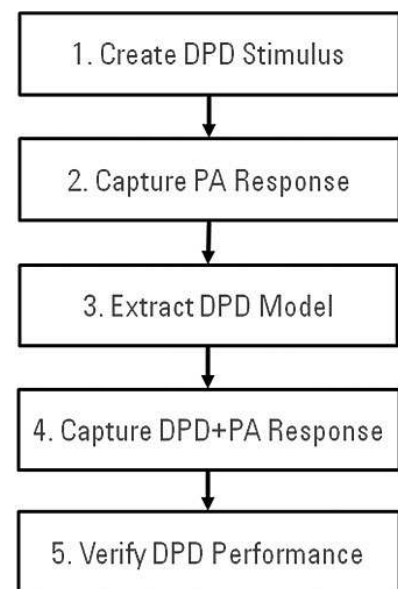 1. Create DPD Stimulus
2. Capture PA Response
3. Extract DPD Model
4. Capture DPD+PA Response
5. Verify DPD Performance